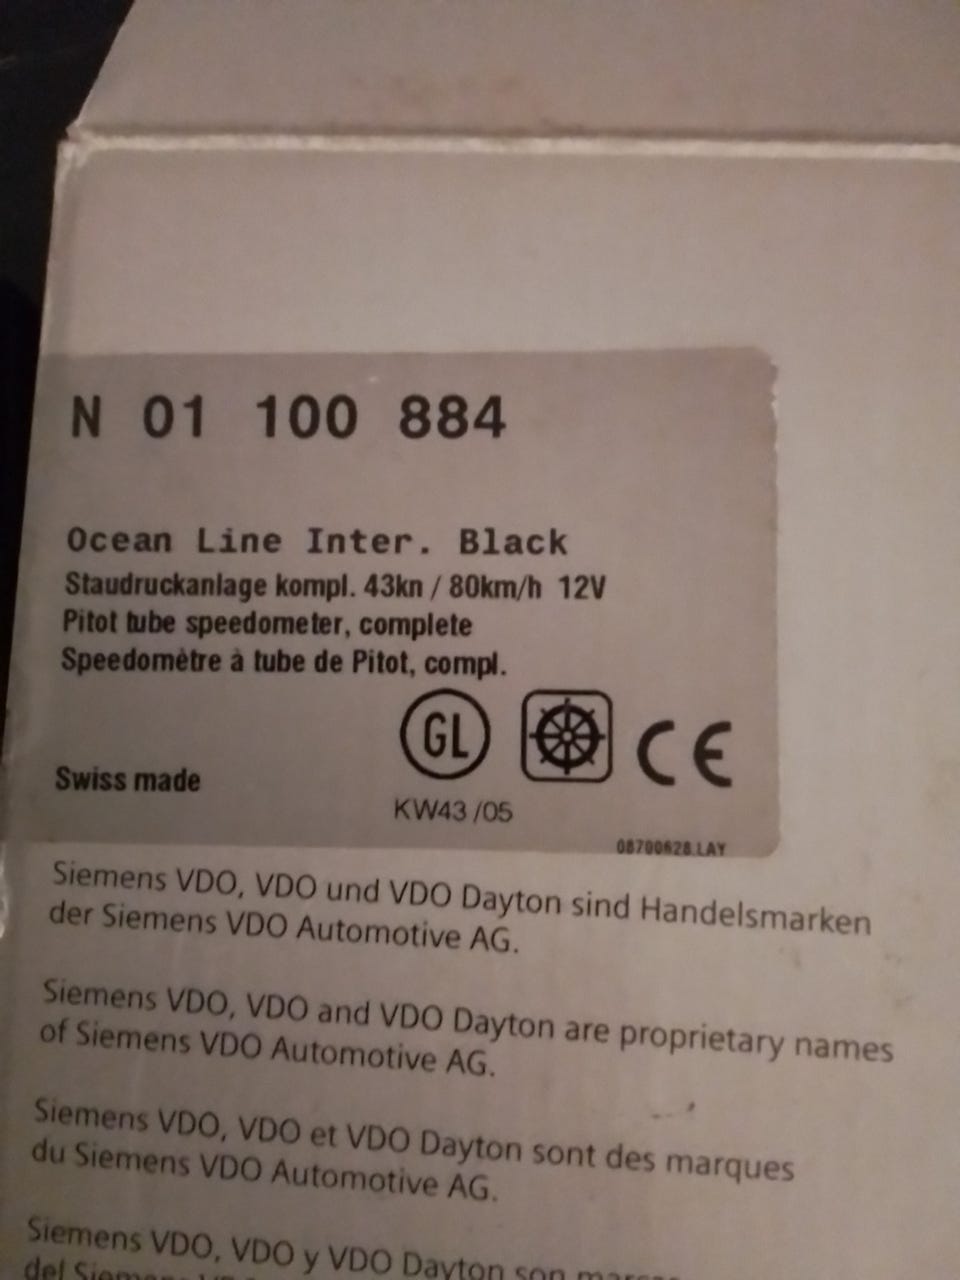 N 01 100 884
Ocean Line Inter. Black
Staudruckanlage kompl. 43kn / 80km/h 12V
Pitot tube speedometer, complete
Speedomètre à tube de Pitot, compl.
GL CE
Swiss made
KW43 /05
08700628.LAY
Siemens VDO, VDO und VDO Dayton sind Handelsmarken
der Siemens VDO Automotive AG.
Siemens VDO, VDO and VDO Dayton are proprietary names
of Siemens VDO Automotive AG.
Siemens VDO, VDO et VDO Dayton sont des marques
du Siemens VDO Automotive AG.
Siemens VDO, VDO y VDO Dayton son
del